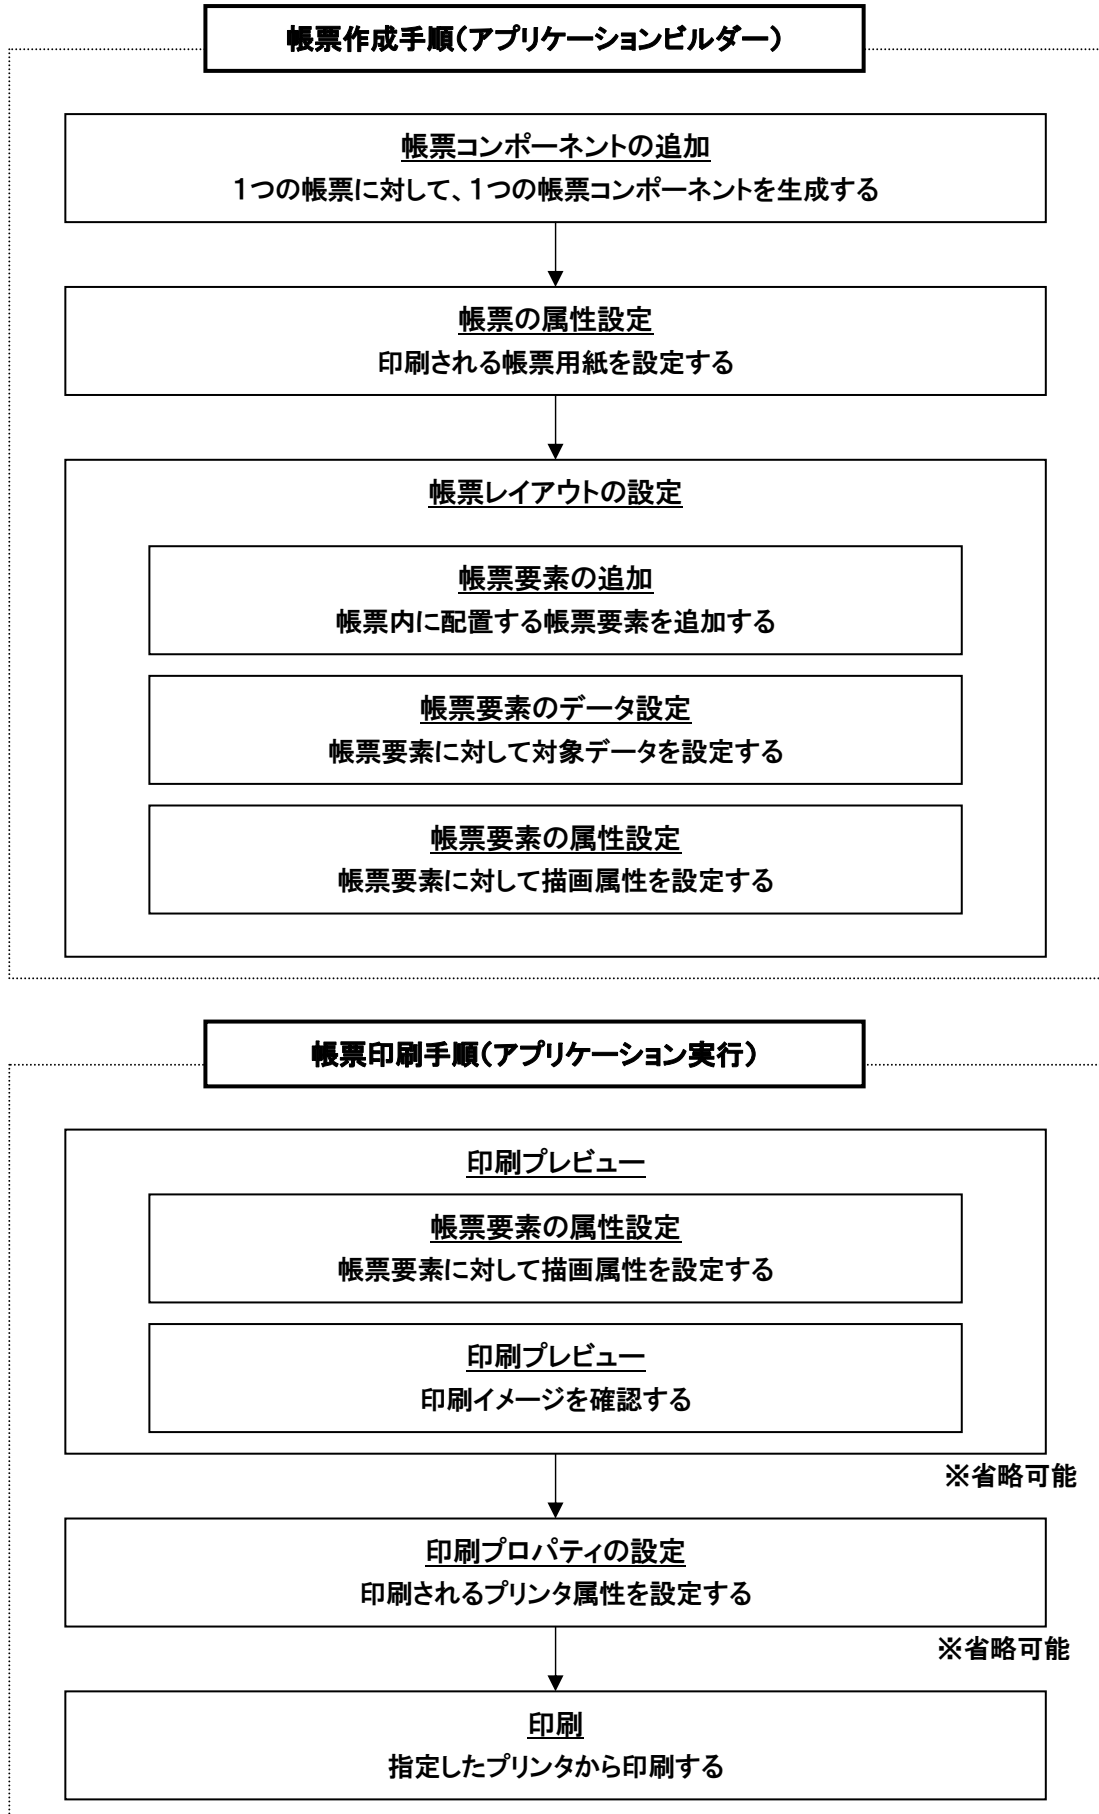 帳票作成手順（アプリケーションビルダー）
帳票コンポーネントの追加
１つの帳票に対して、１つの帳票コンポーネントを生成する
帳票の属性設定
印刷される帳票用紙を設定する
帳票レイアウトの設定
帳票要素の追加
帳票内に配置する帳票要素を追加する
帳票要素のデータ設定
帳票要素に対して対象データを設定する
帳票要素の属性設定
帳票要素に対して描画属性を設定する
帳票印刷手順（アプリケーション実行）
印刷プレビュー
帳票要素の属性設定
帳票要素に対して描画属性を設定する
印刷プレビュー
印刷イメージを確認する
※省略可能
印刷プロパティの設定
印刷されるプリンタ属性を設定する
※省略可能
印刷
指定したプリンタから印刷する